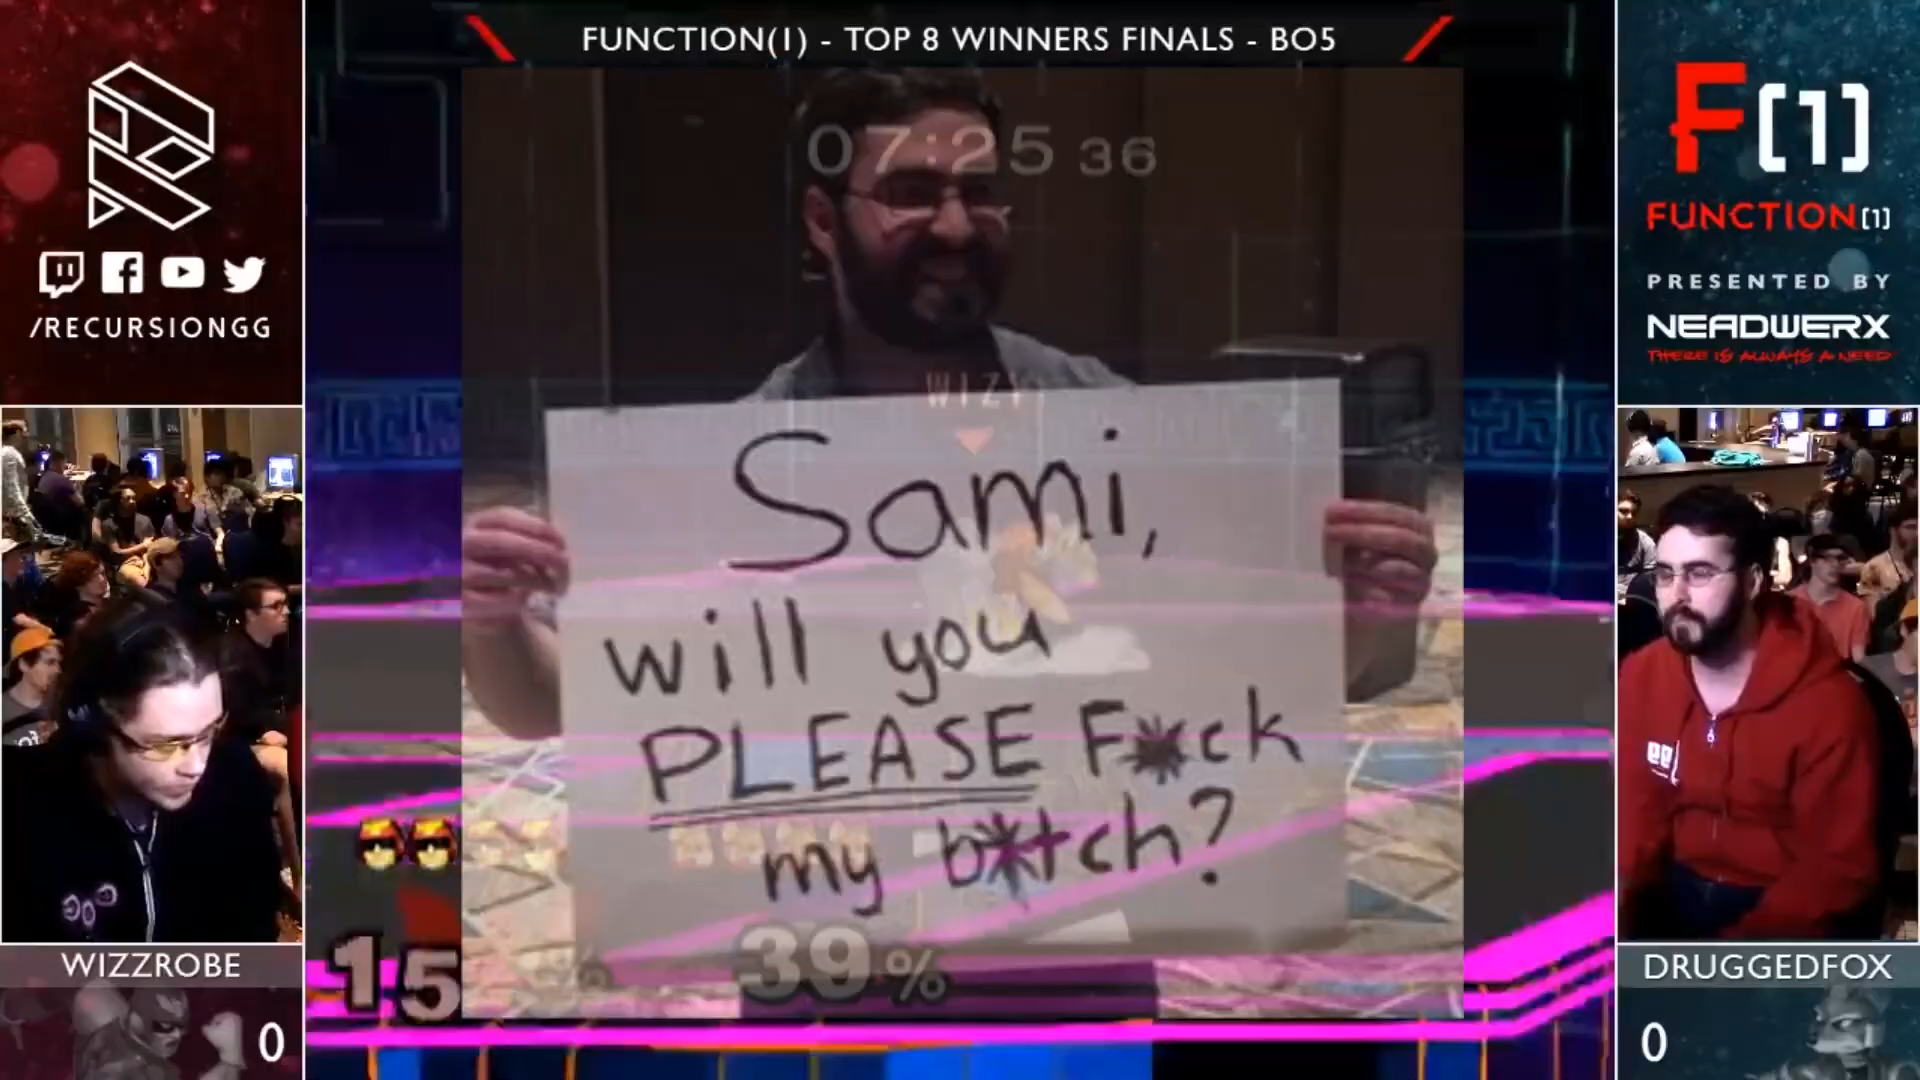 FUNCTION(1) - TOP 8 WINNERS FINALS - BO5
/RECURSIONGG
F[1]
FUNCTION[1]
PRESENTED BY
NEADWERX
THERE IS ALWAYS A NEED
07:25 36
Sami,
will you
PLEASE F*ck
my b*tch?
15%
39%
WIZZROBE
0
DRUGGEDFOX
0